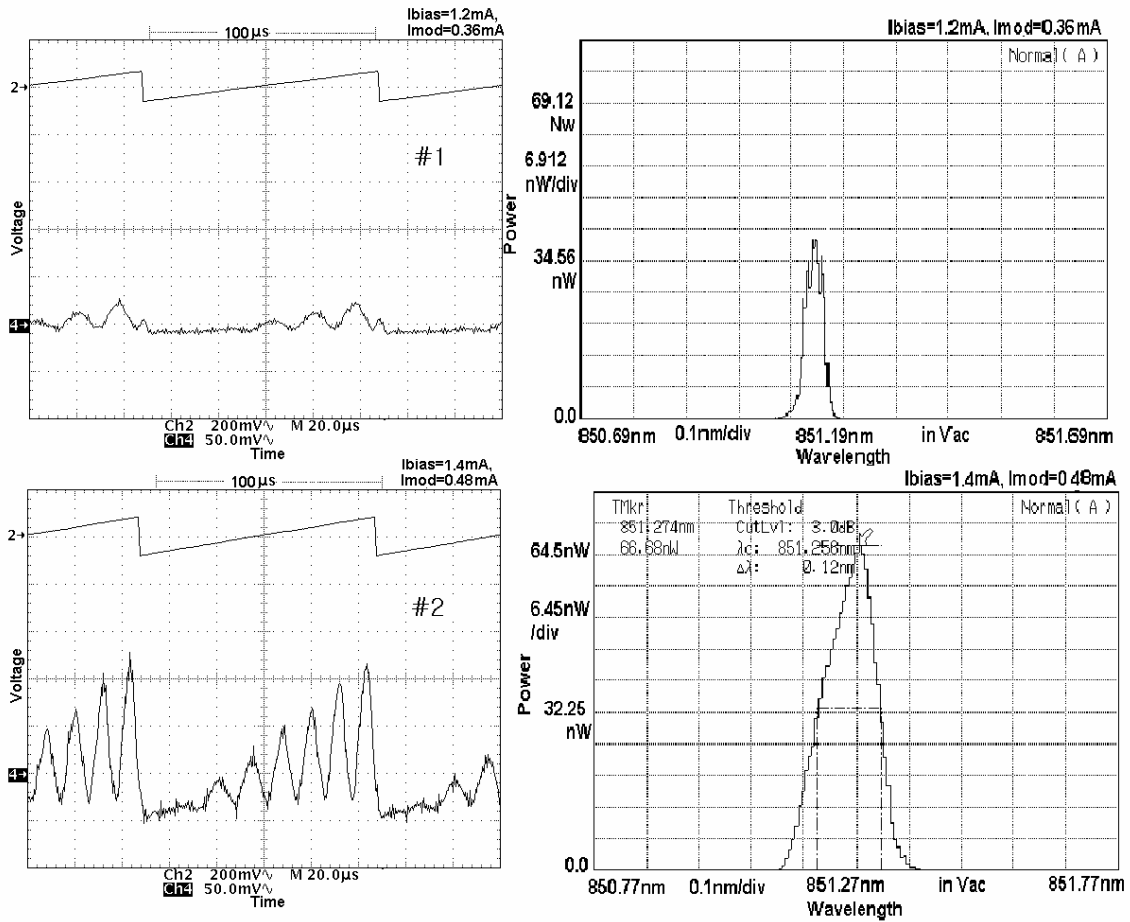 Ibias=1.2mA,
Imod=0.36mA
100µs
2→
#1
Voltage
4→
Ch2 200mV∿ M 20.0µs
Ch4 50.0mV∿
Time
Ibias=1.2mA, Imod=0.36mA
Normal(A)
69.12
Nw
6.912
nW/div
Power
34.56
nW
0.0
850.69nm 0.1nm/div 851.19nm in Vac 851.69nm
Wavelength
Ibias=1.4mA,
Imod=0.48mA
100µs
2→
#2
Voltage
4→
Ch2 200mV∿ M 20.0µs
Ch4 50.0mV∿
Time
Ibias=1.4mA, Imod=0.48mA
TMkr Threshold Normal(A)
851.274nm CutLvl: 3.0dB
66.68nW λc: 851.258nm
Δλ: 0.12nm
64.5nW
6.45nW
/div
Power
32.25
nW
0.0
850.77nm 0.1nm/div 851.27nm in Vac 851.77nm
Wavelength